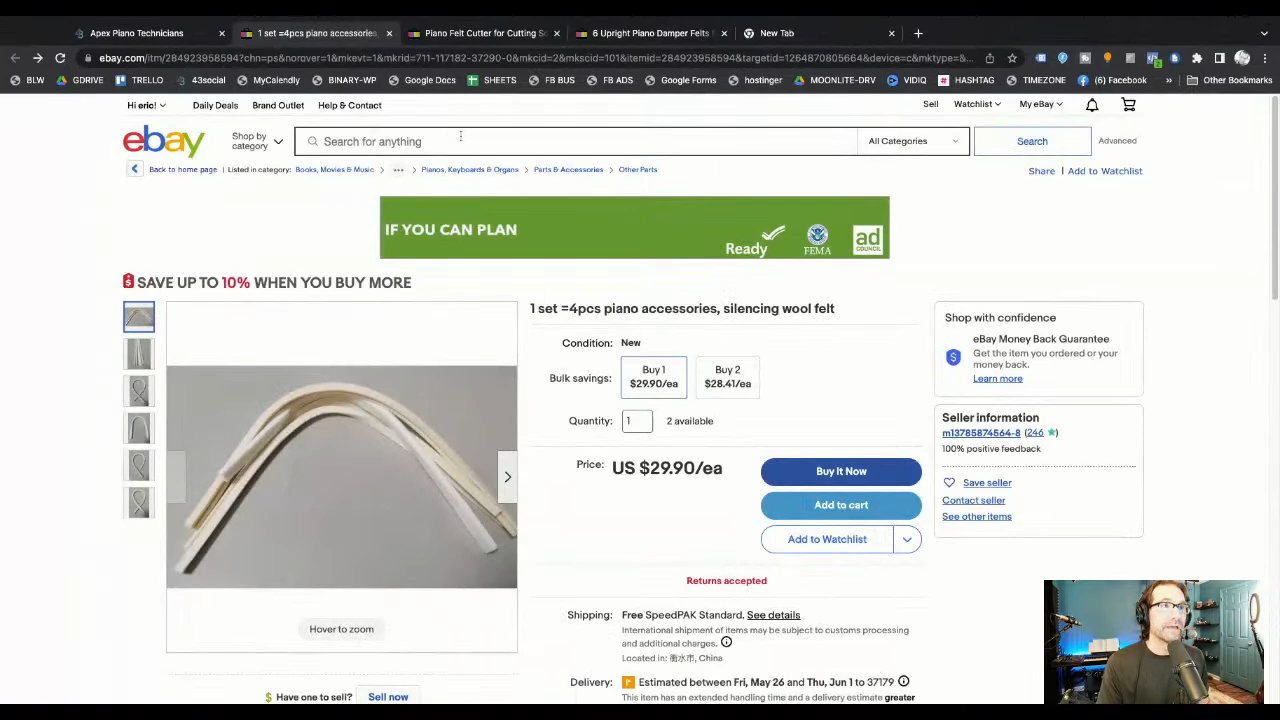 Apex Piano Technicians
1 set =4pcs piano accessories,
Piano Felt Cutter for Cutting S
6 Upright Piano Damper Felts
New Tab
ebay.com/itm/284923958594?chn=ps&norover=1&mkevt=1&mkrid=711-117182-37290-0&mkcid=2&mkscid=101&itemid=284923958594&targetid=1264870805664&device=c&mktype=&...
BLW GDRIVE TRELLO 43social MyCalendly BINARY-WP Google Docs SHEETS FB BUS FB ADS Google Forms hostinger MOONLITE-DRV VIDIQ HASHTAG TIMEZONE (6) Facebook » Other Bookmarks
Hi eric! Daily Deals Brand Outlet Help & Contact
Sell Watchlist My eBay
ebay
Shop by
category
Search for anything
All Categories
Search
Advanced
Back to home page | Listed in category: Books, Movies & Music > ... > Pianos, Keyboards & Organs > Parts & Accessories > Other Parts
Share | Add to Watchlist
IF YOU CAN PLAN
Ready
FEMA
ad
COUNCIL
$ SAVE UP TO 10% WHEN YOU BUY MORE
1 set =4pcs piano accessories, silencing wool felt
Condition: New
Bulk savings:
Buy 1
$29.90/ea
Buy 2
$28.41/ea
Quantity: 1 2 available
Price: US $29.90/ea
Buy It Now
Add to cart
Add to Watchlist
Returns accepted
Shipping: Free SpeedPAK Standard. See details
International shipment of items may be subject to customs processing
and additional charges.
Located in: 衡水市, China
Delivery: Estimated between Fri, May 26 and Thu, Jun 1 to 37179
This item has an extended handling time and a delivery estimate greater
Hover to zoom
$ Have one to sell? Sell now
Shop with confidence
eBay Money Back Guarantee
Get the item you ordered or your
money back.
Learn more
Seller information
m13785874564-8 (246)
100% positive feedback
Save seller
Contact seller
See other items